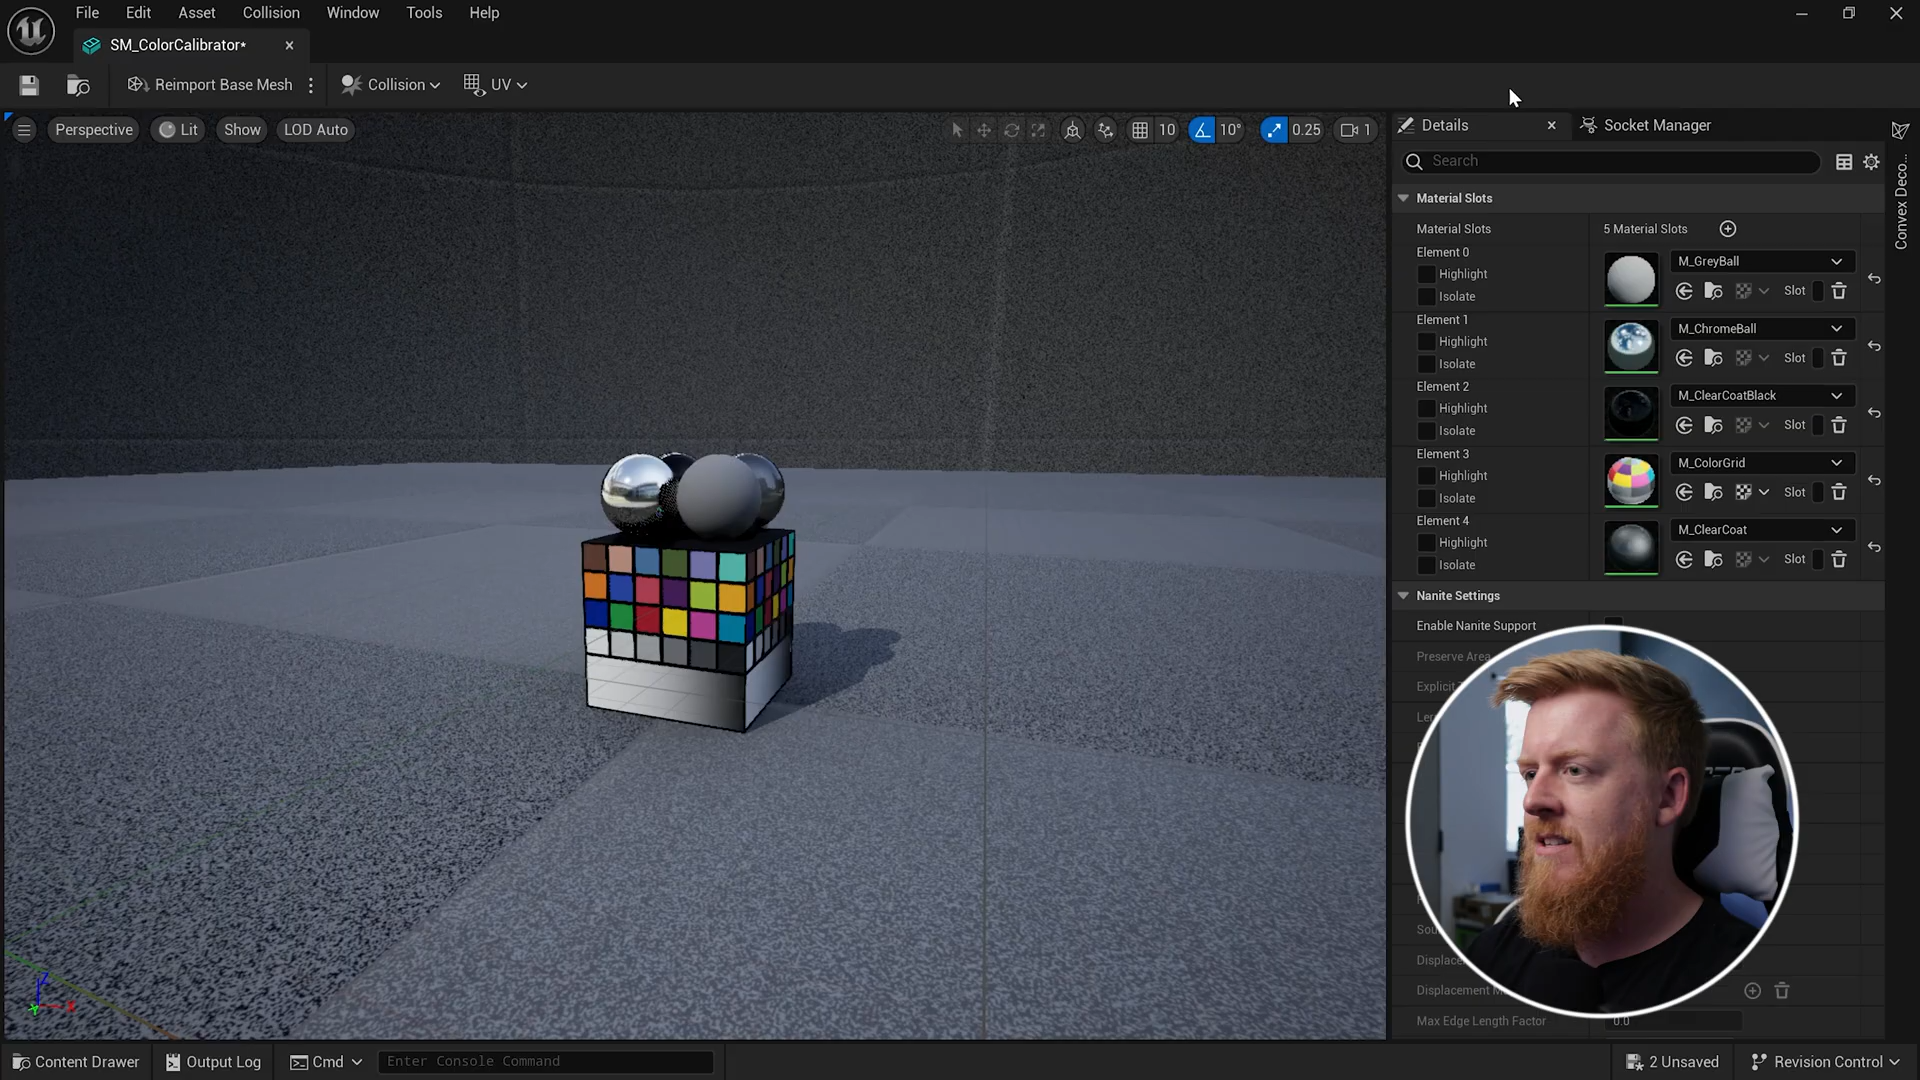 File Edit Asset Collision Window Tools Help
SM_ColorCalibrator*
Reimport Base Mesh Collision UV
Perspective Lit Show LOD Auto 10 10° 0.25 1
Details Socket Manager
Search
Convex Deco...
Material Slots
Material Slots 5 Material Slots
Element 0 M_GreyBall
Highlight
Isolate Slot
Element 1 M_ChromeBall
Highlight
Isolate Slot
Element 2 M_ClearCoatBlack
Highlight
Isolate Slot
Element 3 M_ColorGrid
Highlight
Isolate Slot
Element 4 M_ClearCoat
Highlight
Isolate Slot
Nanite Settings
Enable Nanite Support
Preserve Area
Explicit
Displace
Displacement M
Max Edge Length Factor 0.0
Z
X
Y
Content Drawer Output Log Cmd Enter Console Command 2 Unsaved Revision Control